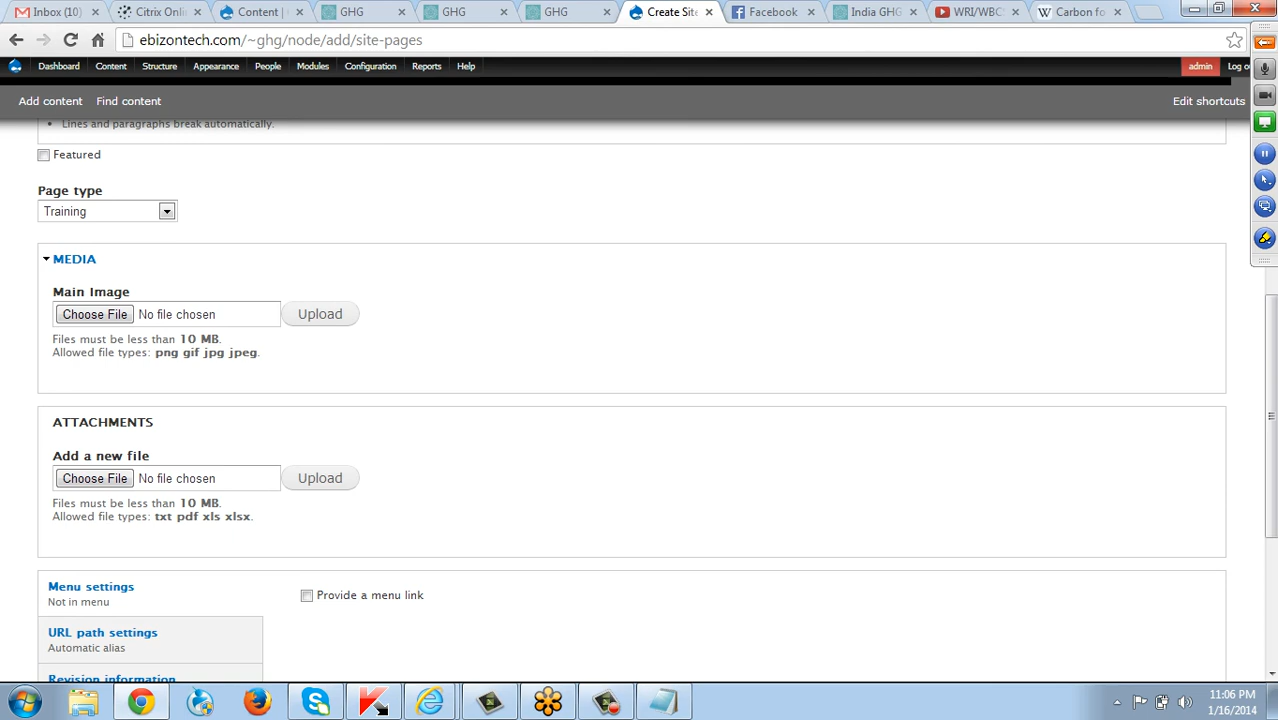 Inbox (10)
Citrix Onli
Content |
GHG
GHG
GHG
Create Site
Facebook
India GHG
WRI/WBC
Carbon fo
ebizontech.com/~ghg/node/add/site-pages
Dashboard Content Structure Appearance People Modules Configuration Reports Help
admin Log o
Add content Find content
Edit shortcuts
• Lines and paragraphs break automatically.
Featured
Page type
Training
MEDIA
Main Image
Choose File No file chosen Upload
Files must be less than 10 MB.
Allowed file types: png gif jpg jpeg.
ATTACHMENTS
Add a new file
Choose File No file chosen Upload
Files must be less than 10 MB.
Allowed file types: txt pdf xls xlsx.
Menu settings
Not in menu
Provide a menu link
URL path settings
Automatic alias
Revision information
11:06 PM
1/16/2014